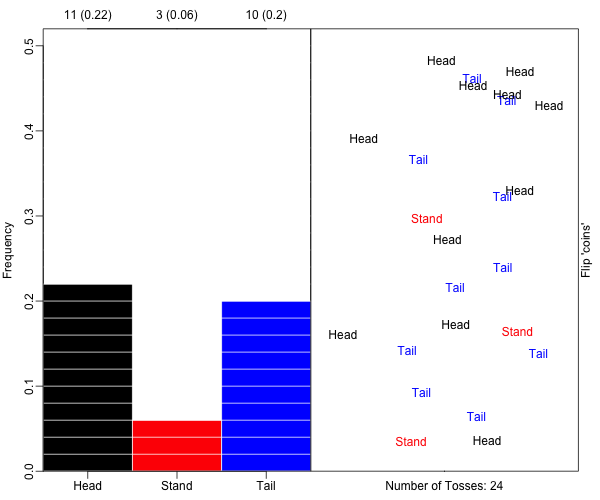 11 (0.22) 3 (0.06) 10 (0.2)
Frequency
0.5
0.4
0.3
0.2
0.1
0.0
Head Stand Tail
Head
Tail
Head
Head
Head
Tail
Head
Head
Tail
Head
Tail
Stand
Head
Tail
Tail
Head
Stand
Head
Tail
Tail
Tail
Tail
Stand
Head
Number of Tosses: 24
Flip 'coins'